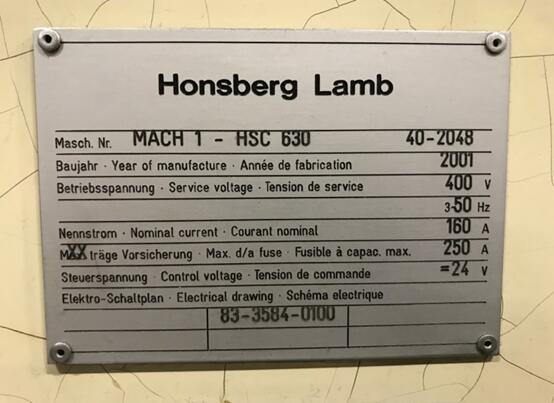 Honsberg Lamb
Masch. Nr. MACH 1 - HSC 630 40-2048
Baujahr · Year of manufacture · Année de fabrication 2001
Betriebsspannung · Service voltage · Tension de service 400 V
3~50 Hz
Nennstrom · Nominal current · Courant nominal 160 A
träge Vorsicherung · Max. d/a fuse · Fusible à capac. max. 250 A
Steuerspannung · Control voltage · Tension de commande =24 V
Elektro-Schaltplan · Electrical drawing · Schéma electrique
83-3584-0100